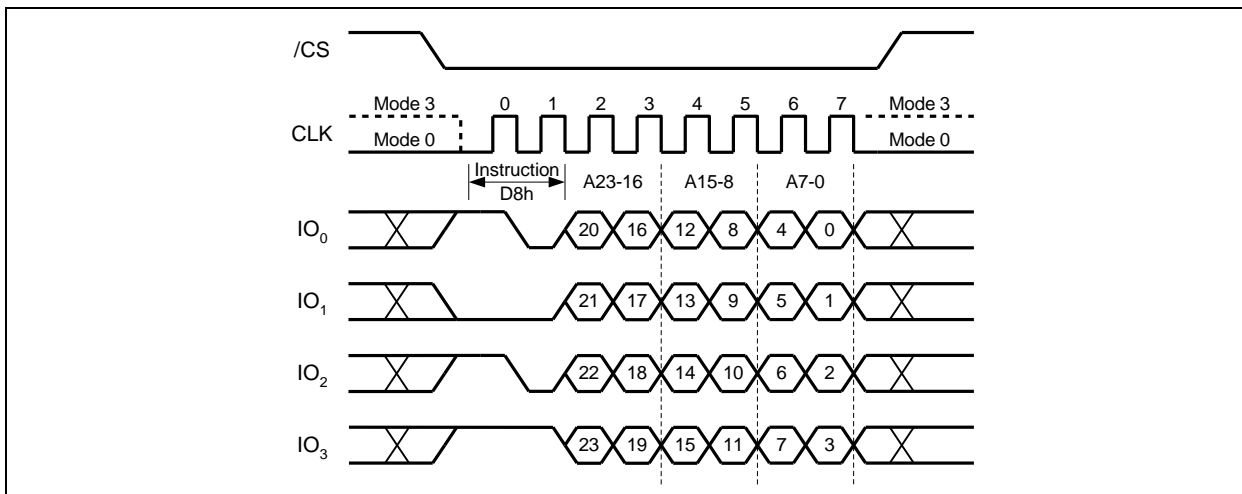 /CS
Mode 3 0 1 2 3 4 5 6 7 Mode 3
CLK
Mode 0 Mode 0
Instruction
D8h
A23-16 A15-8 A7-0
IO0 20 16 12 8 4 0
IO1 21 17 13 9 5 1
IO2 22 18 14 10 6 2
IO3 23 19 15 11 7 3